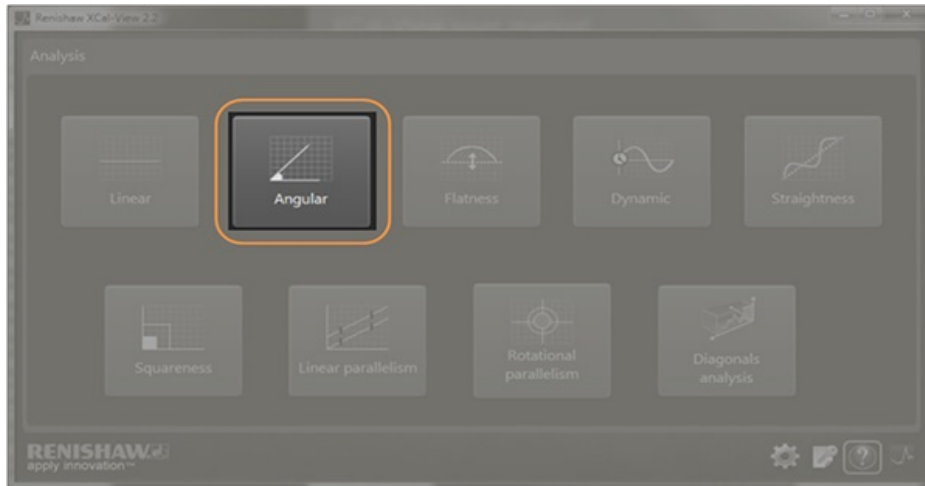 Renishaw XCal-View 2.2
Analysis
Linear
Angular
Flatness
Dynamic
Straightness
Squareness
Linear parallelism
Rotational
parallelism
Diagonals
analysis
RENISHAW
apply innovation™
?